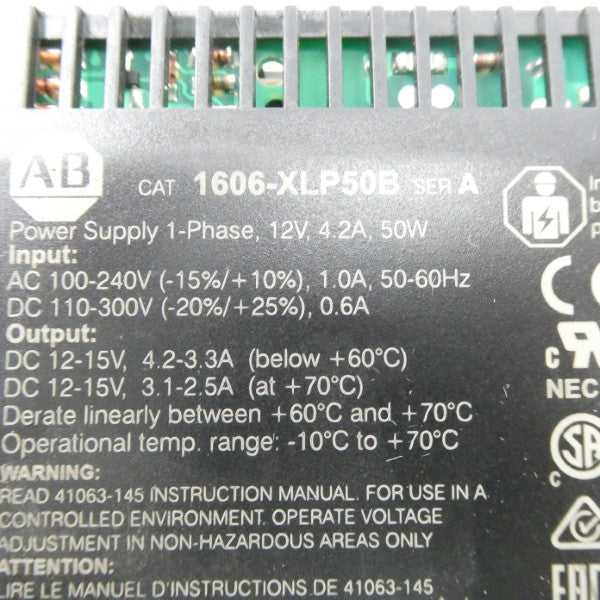 A-B CAT 1606-XLP50B SER A
Power Supply 1-Phase, 12V, 4.2A, 50W
Input:
AC 100-240V (-15%/+10%), 1.0A, 50-60Hz
DC 110-300V (-20%/+25%), 0.6A
Output:
DC 12-15V, 4.2-3.3A (below +60°C)
DC 12-15V, 3.1-2.5A (at +70°C)
Derate linearly between +60°C and +70°C
Operational temp. range: -10°C to +70°C
WARNING:
READ 41063-145 INSTRUCTION MANUAL. FOR USE IN A
CONTROLLED ENVIRONMENT. OPERATE VOLTAGE
ADJUSTMENT IN NON-HAZARDOUS AREAS ONLY
ATTENTION:
LIRE LE MANUEL D'INSTRUCTIONS DE 41063-145
CE
c
NEC
SA
c
EAC